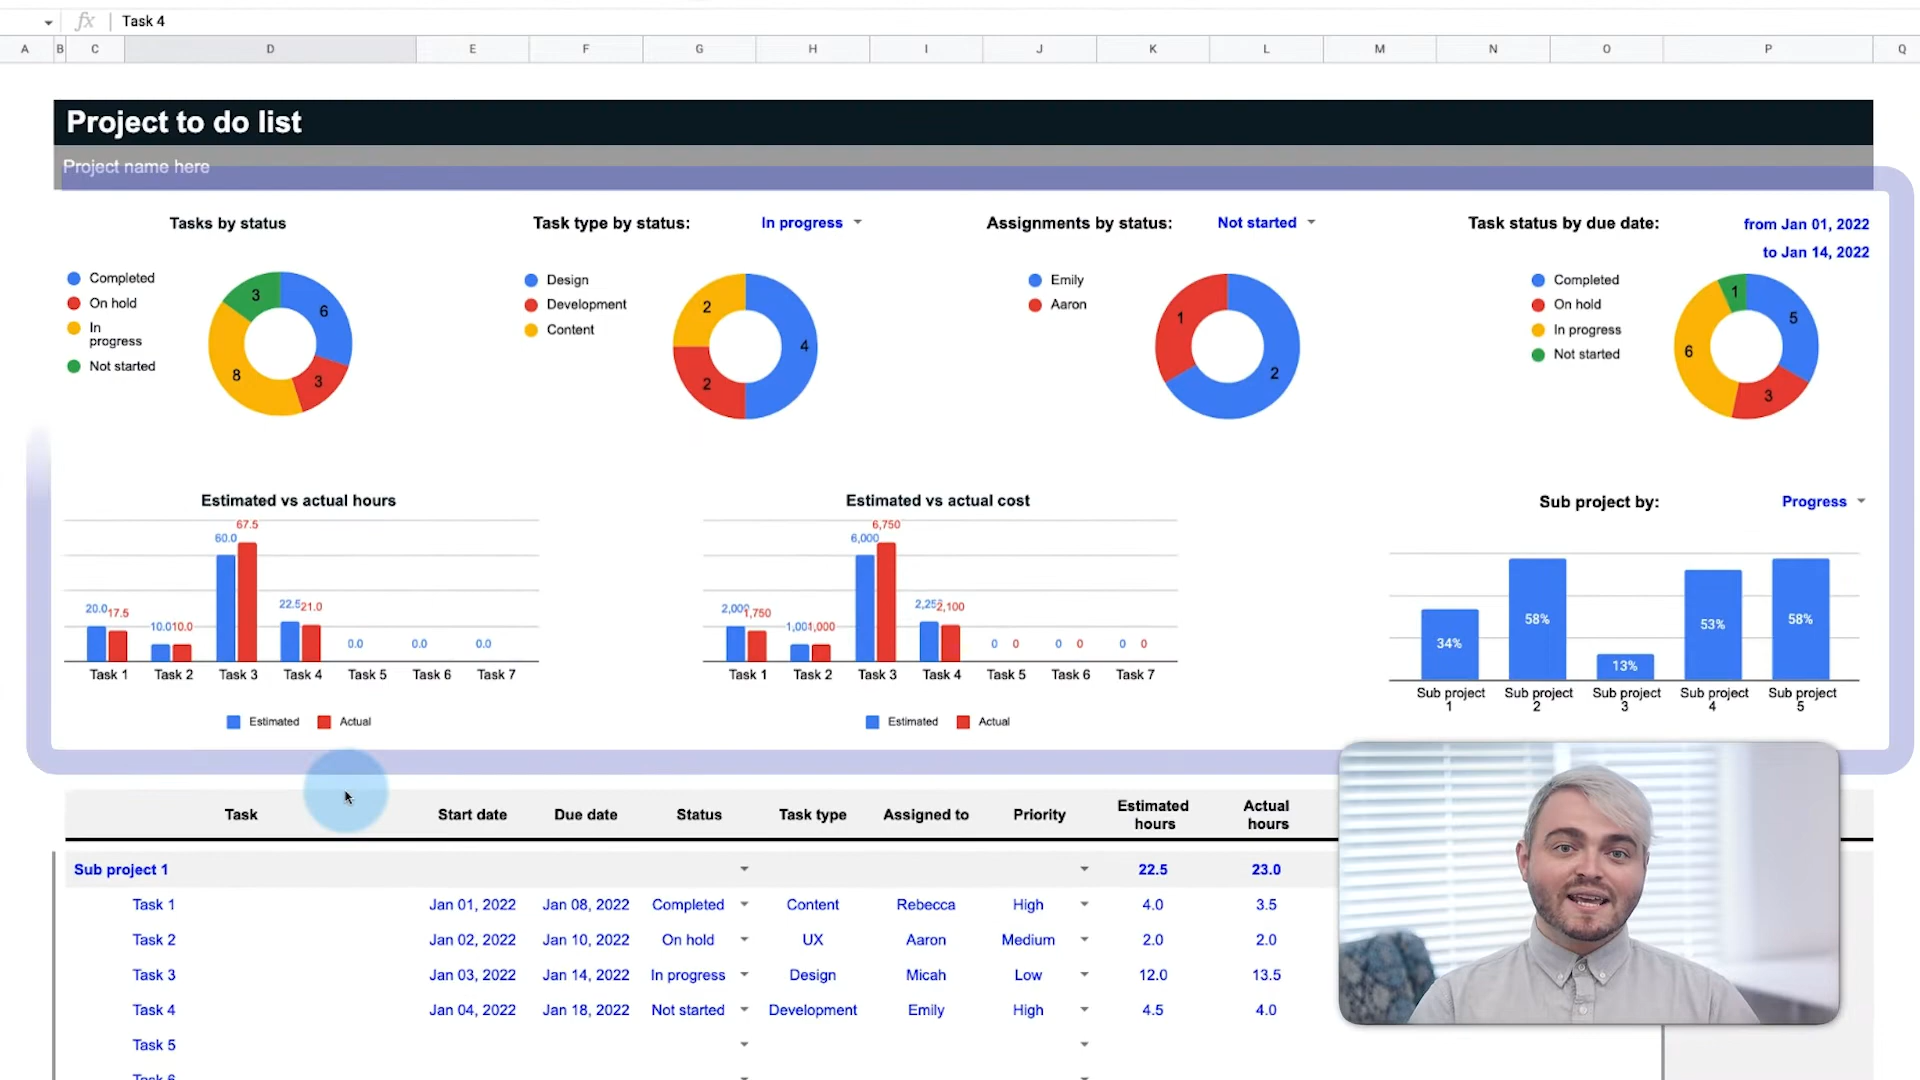 fx Task 4
A B C D E F G H I J K L M N O P Q
Project to do list
Project name here
Tasks by status
Completed
On hold
In
progress
Not started
3
6
8
3
Task type by status: In progress
Design
Development
Content
2
4
2
Assignments by status: Not started
Emily
Aaron
1
2
Task status by due date: from Jan 01, 2022
to Jan 14, 2022
Completed
On hold
In progress
Not started
1
5
6
3
Estimated vs actual hours
67.5
60.0
20.0 17.5
10.0 10.0
22.5 21.0
0.0 0.0 0.0
Task 1 Task 2 Task 3 Task 4 Task 5 Task 6 Task 7
Estimated Actual
Estimated vs actual cost
6,750
6,000
2,000 1,750
1,000
2,100
0 0 0 0 0 0
Task 1 Task 2 Task 3 Task 4 Task 5 Task 6 Task 7
Estimated Actual
Sub project by: Progress
34% 58% 13% 53% 58%
Sub project Sub project Sub project Sub project Sub project
1 2 3 4 5
Task Start date Due date Status Task type Assigned to Priority Estimated hours Actual hours
Sub project 1 22.5 23.0
Task 1 Jan 01, 2022 Jan 08, 2022 Completed Content Rebecca High 4.0 3.5
Task 2 Jan 02, 2022 Jan 10, 2022 On hold UX Aaron Medium 2.0 2.0
Task 3 Jan 03, 2022 Jan 14, 2022 In progress Design Micah Low 12.0 13.5
Task 4 Jan 04, 2022 Jan 18, 2022 Not started Development Emily High 4.5 4.0
Task 5
Task 6